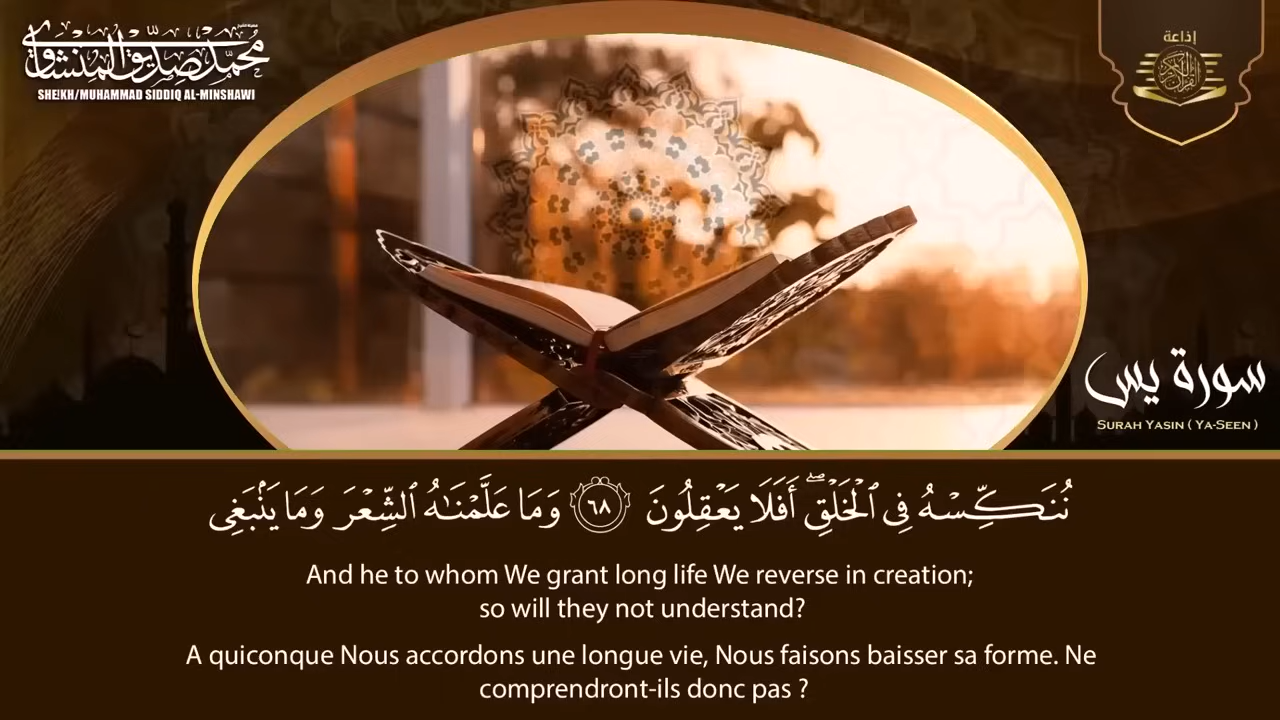 محمد صديق المنشاوي
SHEIKH/MUHAMMAD SIDDIQ AL-MINSHAWI
إذاعة
القرآن الكريم
سورة يس
SURAH YASIN ( YA-SEEN )
نُنَكِّسْهُ فِى ٱلْخَلْقِ ۖ أَفَلَا يَعْقِلُونَ ٦٨ وَمَا عَلَّمْنَـٰهُ ٱلشِّعْرَ وَمَا يَنۢبَغِى
And he to whom We grant long life We reverse in creation;
so will they not understand?
A quiconque Nous accordons une longue vie, Nous faisons baisser sa forme. Ne
comprendront-ils donc pas ?